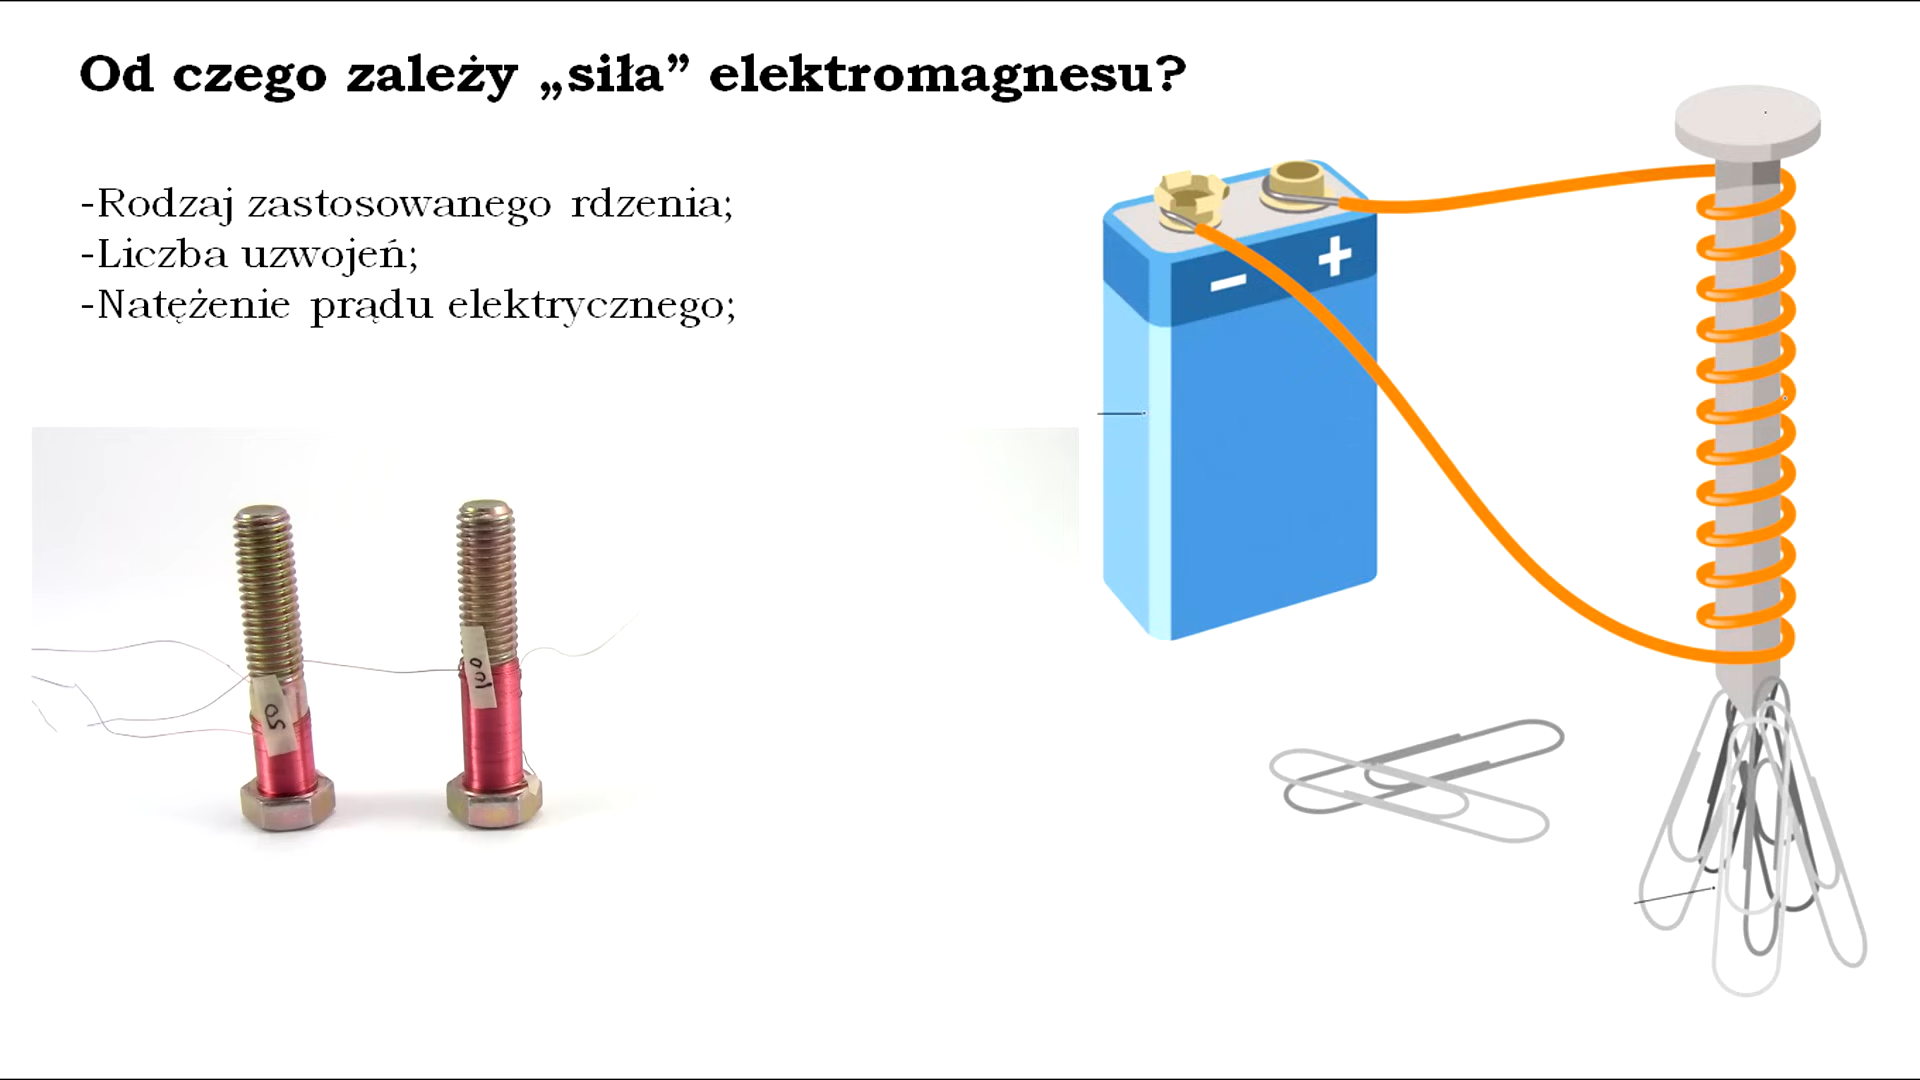 Od czego zależy „siła” elektromagnesu?
-Rodzaj zastosowanego rdzenia;
-Liczba uzwojeń;
-Natężenie prądu elektrycznego;
50
100
- +